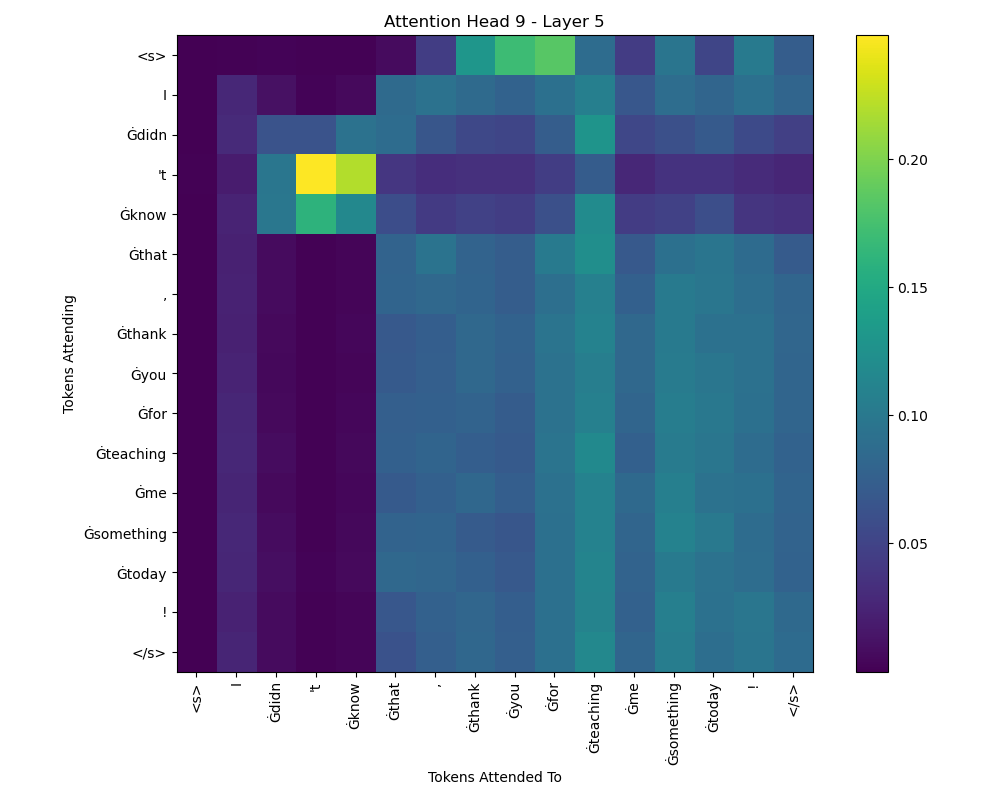 Attention Head 9 - Layer 5
<s>
I
Ġdidn
't
Ġknow
Ġthat
,
Ġthank
Ġyou
Ġfor
Ġteaching
Ġme
Ġsomething
Ġtoday
!
</s>
Tokens Attending
<s>
I
Ġdidn
't
Ġknow
Ġthat
,
Ġthank
Ġyou
Ġfor
Ġteaching
Ġme
Ġsomething
Ġtoday
!
</s>
Tokens Attended To
0.20
0.15
0.10
0.05